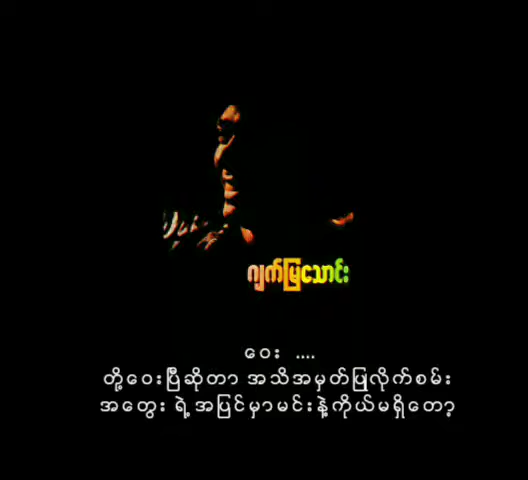 ဂျက်မြသောင်း
ဝေး ....
တို့ဝေးပြီဆိုတာ အသိအမှတ်ပြုလိုက်စမ်း
အတွေး ရဲ့ အပြင်မှာမင်းနဲ့ကိုယ်မရှိတော့